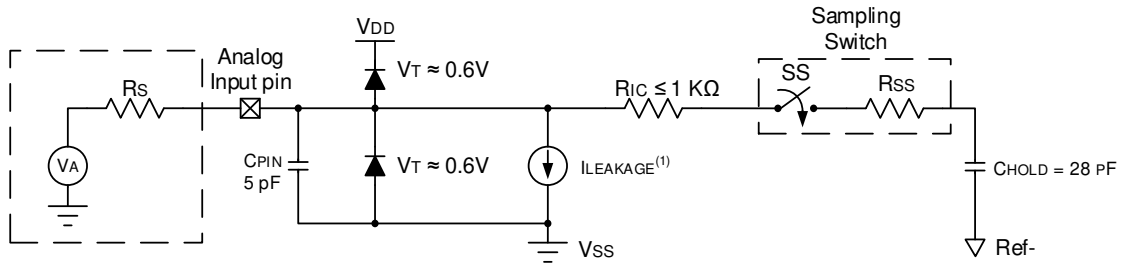 Sampling
Switch
VDD
Analog
Input pin
VT ≈ 0.6V
RS
RIC ≤ 1 KΩ
SS
RSS
VA
CPIN
5 pF
VT ≈ 0.6V
ILEAKAGE(1)
CHOLD = 28 PF
VSS
Ref-